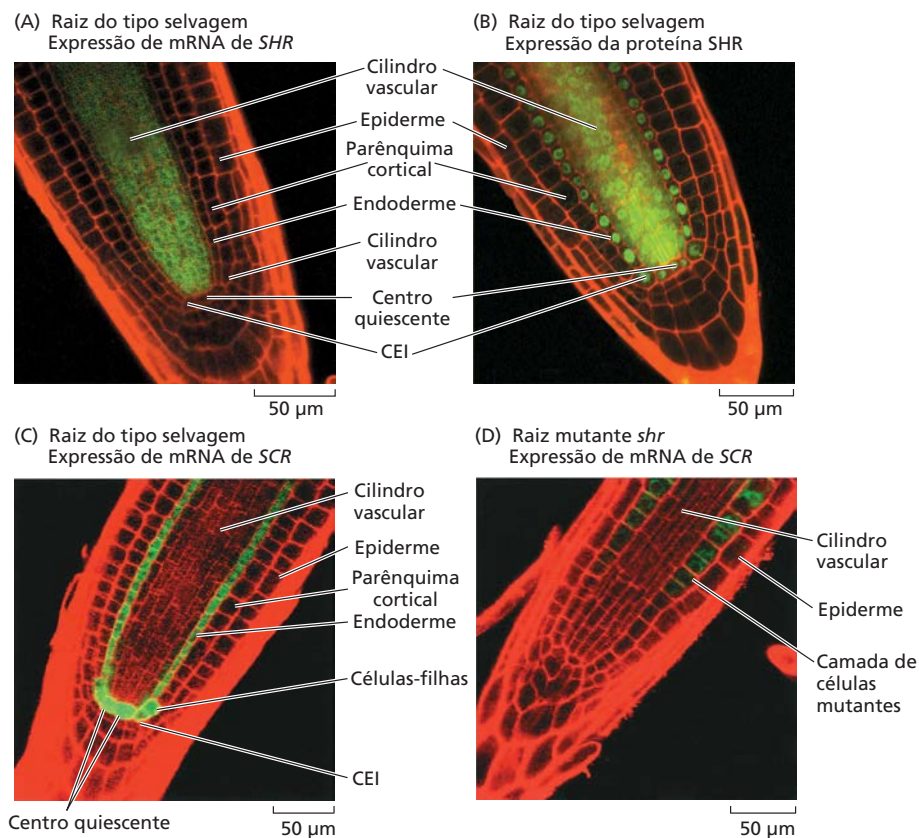 (A) Raiz do tipo selvagem
Expressão de mRNA de SHR
(B) Raiz do tipo selvagem
Expressão da proteína SHR
Cilindro
vascular
Epiderme
Parênquima
cortical
Endoderme
Cilindro
vascular
Centro
quiescente
CEI
50 µm
50 µm
(C) Raiz do tipo selvagem
Expressão de mRNA de SCR
(D) Raiz mutante shr
Expressão de mRNA de SCR
Cilindro
vascular
Epiderme
Parênquima
cortical
Endoderme
Células-filhas
CEI
Centro quiescente
50 µm
Cilindro
vascular
Epiderme
Camada de
células
mutantes
50 µm